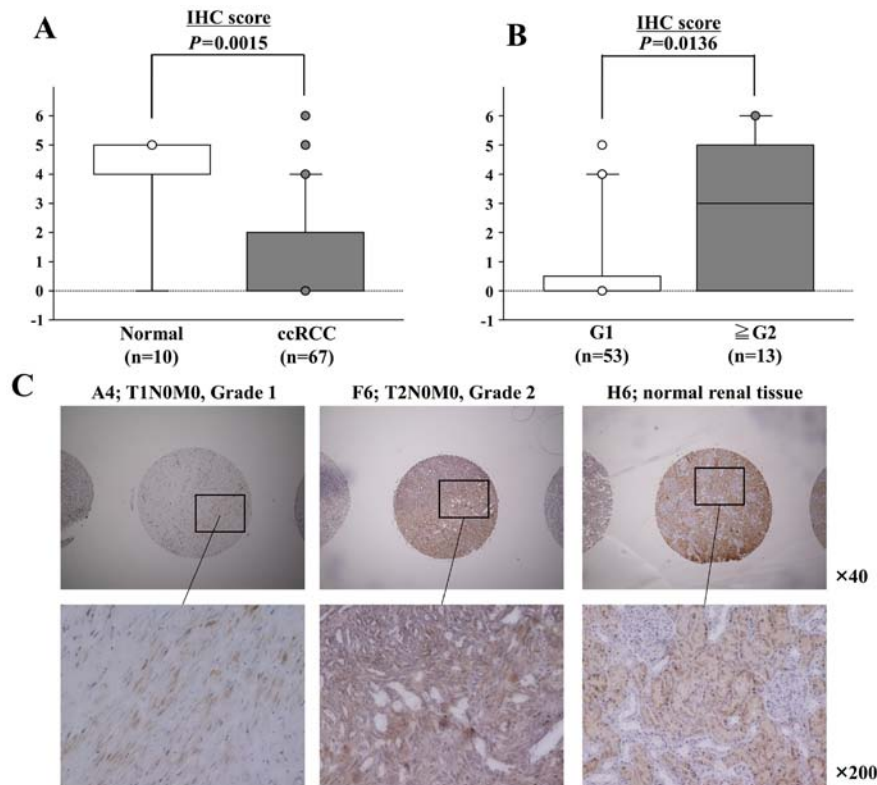 A
IHC score
P=0.0015
6
5
4
3
2
1
0
-1
Normal
(n=10)
ccRCC
(n=67)
B
IHC score
P=0.0136
6
5
4
3
2
1
0
-1
G1
(n=53)
≧G2
(n=13)
C
A4; T1N0M0, Grade 1
F6; T2N0M0, Grade 2
H6; normal renal tissue
×40
×200